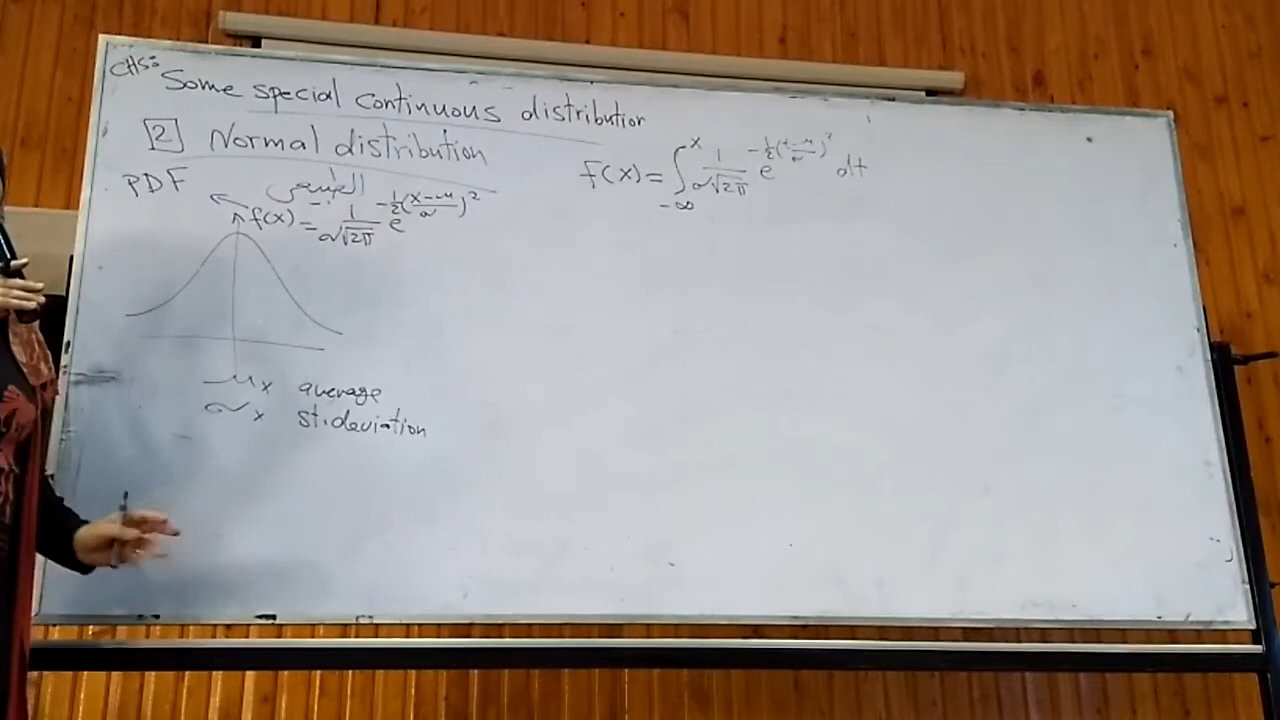 CH5:
Some special continuous distribution
[2] Normal distribution
PDF
الطبيعي
f(x) = 1/(σ√2π) e^(-1/2((x-μ)/σ)^2)
μx average
σx st.deviation
F(x) = ∫_{-∞}^{x} 1/(σ√2π) e^(-1/2((t-μ)/σ)^2) dt